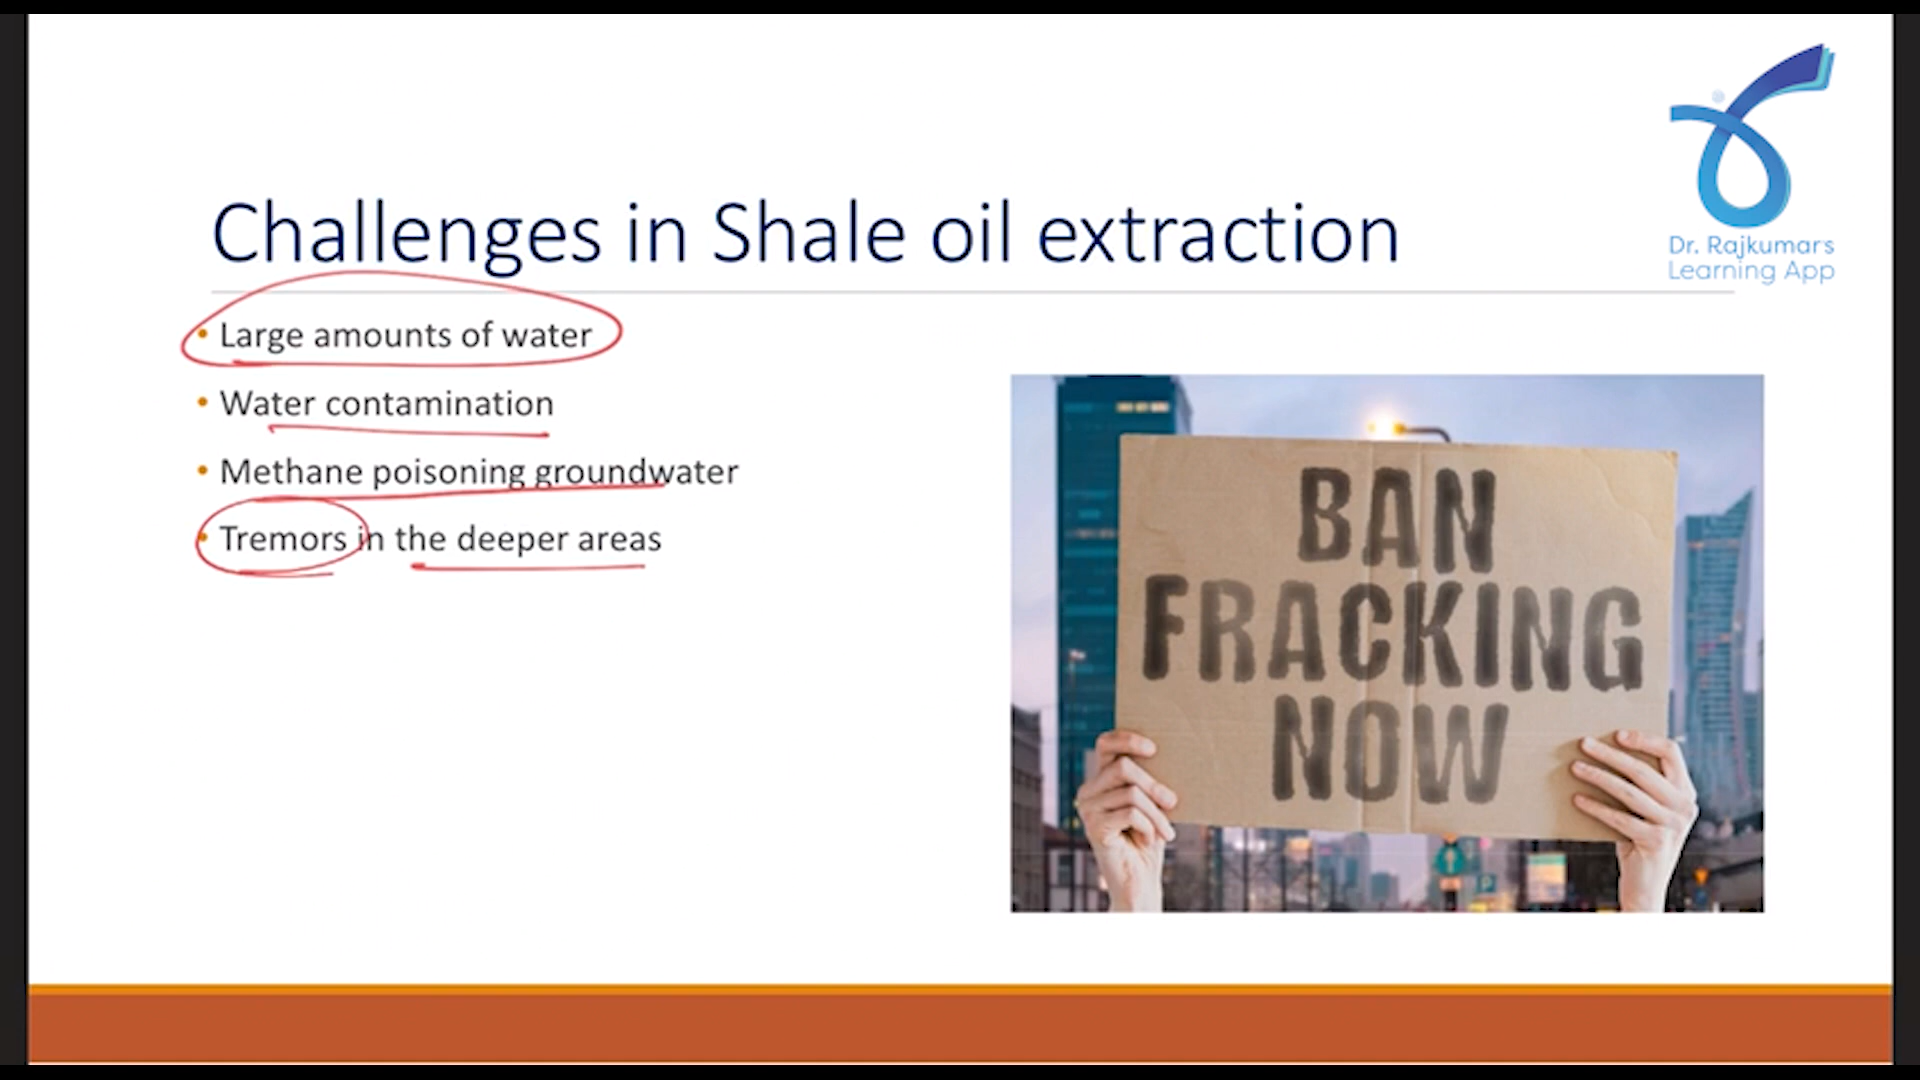 Dr. Rajkumar's
Learning App
Challenges in Shale oil extraction
• Large amounts of water
• Water contamination
• Methane poisoning groundwater
• Tremors in the deeper areas
BAN
FRACKING
NOW